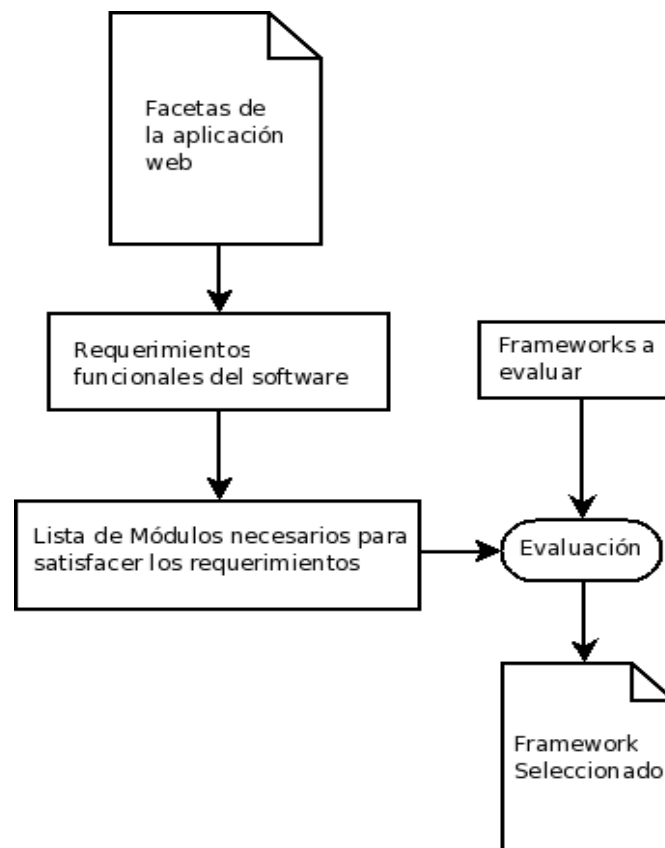 Facetas de
la aplicación
web
Requerimientos
funcionales del software
Frameworks a
evaluar
Lista de Módulos necesarios para
satisfacer los requerimientos
Evaluación
Framework
Seleccionado